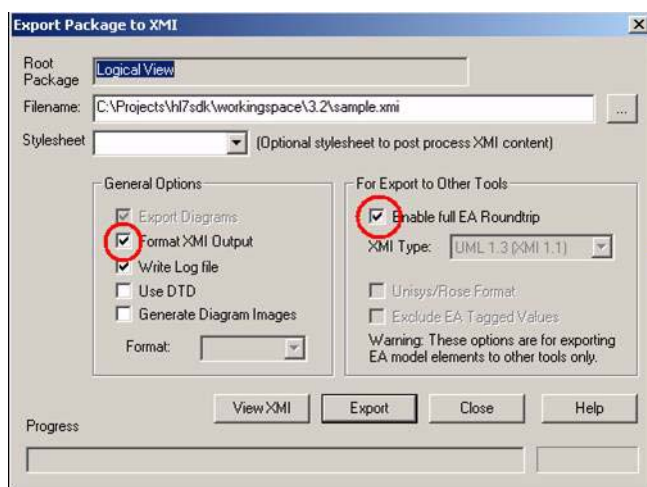 Export Package to XMI
Root Package
Logical View
Filename:
C:\Projects\hl7sdk\workingspace\3.2\sample.xmi
...
Stylesheet
(Optional stylesheet to post process XMI content)
General Options
Export Diagrams
Format XMI Output
Write Log file
Use DTD
Generate Diagram Images
Format:
For Export to Other Tools
Enable full EA Roundtrip
XMI Type:
UML 1.3 (XMI 1.1)
Unisys/Rose Format
Exclude EA Tagged Values
Warning: These options are for exporting
EA model elements to other tools only.
View XMI
Export
Close
Help
Progress